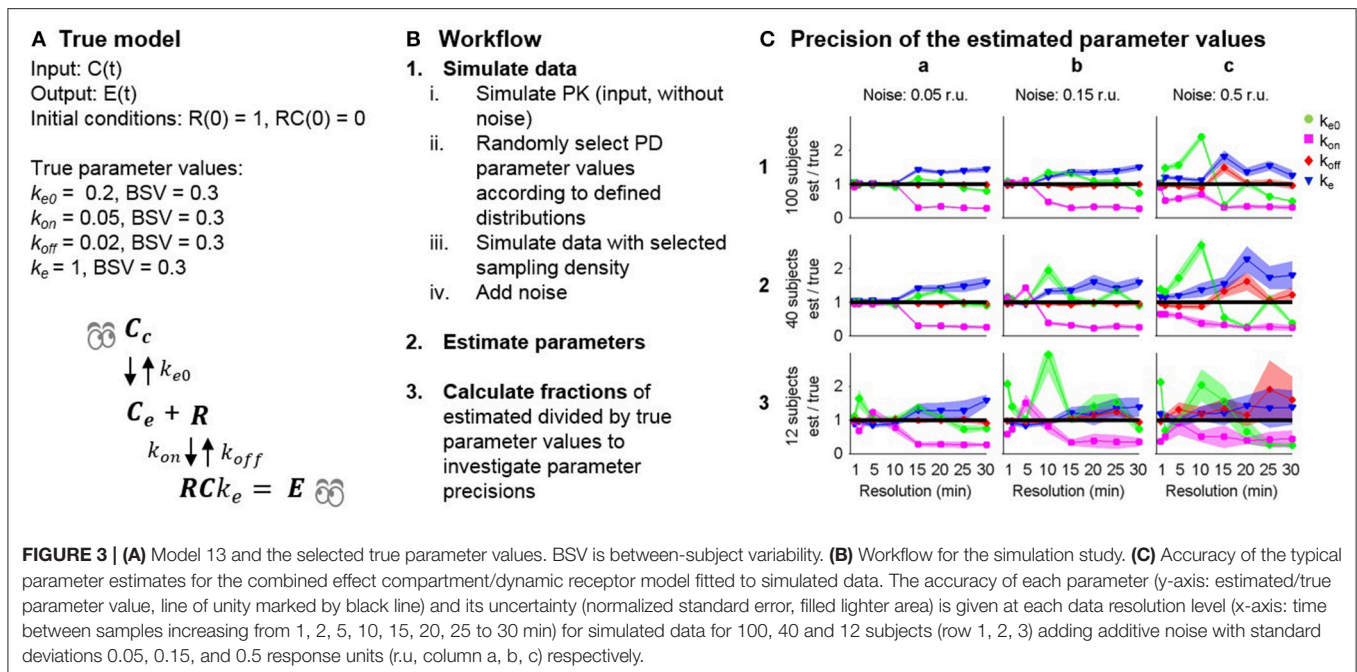 A True model
Input: C(t)
Output: E(t)
Initial conditions: R(0) = 1, RC(0) = 0
True parameter values:
k_e0 = 0.2, BSV = 0.3
k_on = 0.05, BSV = 0.3
k_off = 0.02, BSV = 0.3
k_e = 1, BSV = 0.3
C_c
k_e0
C_e + R
k_on k_off
RCk_e = E
B Workflow
1. Simulate data
i. Simulate PK (input, without
noise)
ii. Randomly select PD
parameter values
according to defined
distributions
iii. Simulate data with selected
sampling density
iv. Add noise
2. Estimate parameters
3. Calculate fractions of
estimated divided by true
parameter values to
investigate parameter
precisions
C Precision of the estimated parameter values
a b c
Noise: 0.05 r.u. Noise: 0.15 r.u. Noise: 0.5 r.u.
k_e0
k_on
k_off
k_e
1
100 subjects
est / true
2
1
0
2
40 subjects
est / true
2
1
0
3
12 subjects
est / true
2
1
0
1 5 10 15 20 25 30 1 5 10 15 20 25 30 1 5 10 15 20 25 30
Resolution (min) Resolution (min) Resolution (min)
FIGURE 3 | (A) Model 13 and the selected true parameter values. BSV is between-subject variability. (B) Workflow for the simulation study. (C) Accuracy of the typical
parameter estimates for the combined effect compartment/dynamic receptor model fitted to simulated data. The accuracy of each parameter (y-axis: estimated/true
parameter value, line of unity marked by black line) and its uncertainty (normalized standard error, filled lighter area) is given at each data resolution level (x-axis: time
between samples increasing from 1, 2, 5, 10, 15, 20, 25 to 30 min) for simulated data for 100, 40 and 12 subjects (row 1, 2, 3) adding additive noise with standard
deviations 0.05, 0.15, and 0.5 response units (r.u, column a, b, c) respectively.